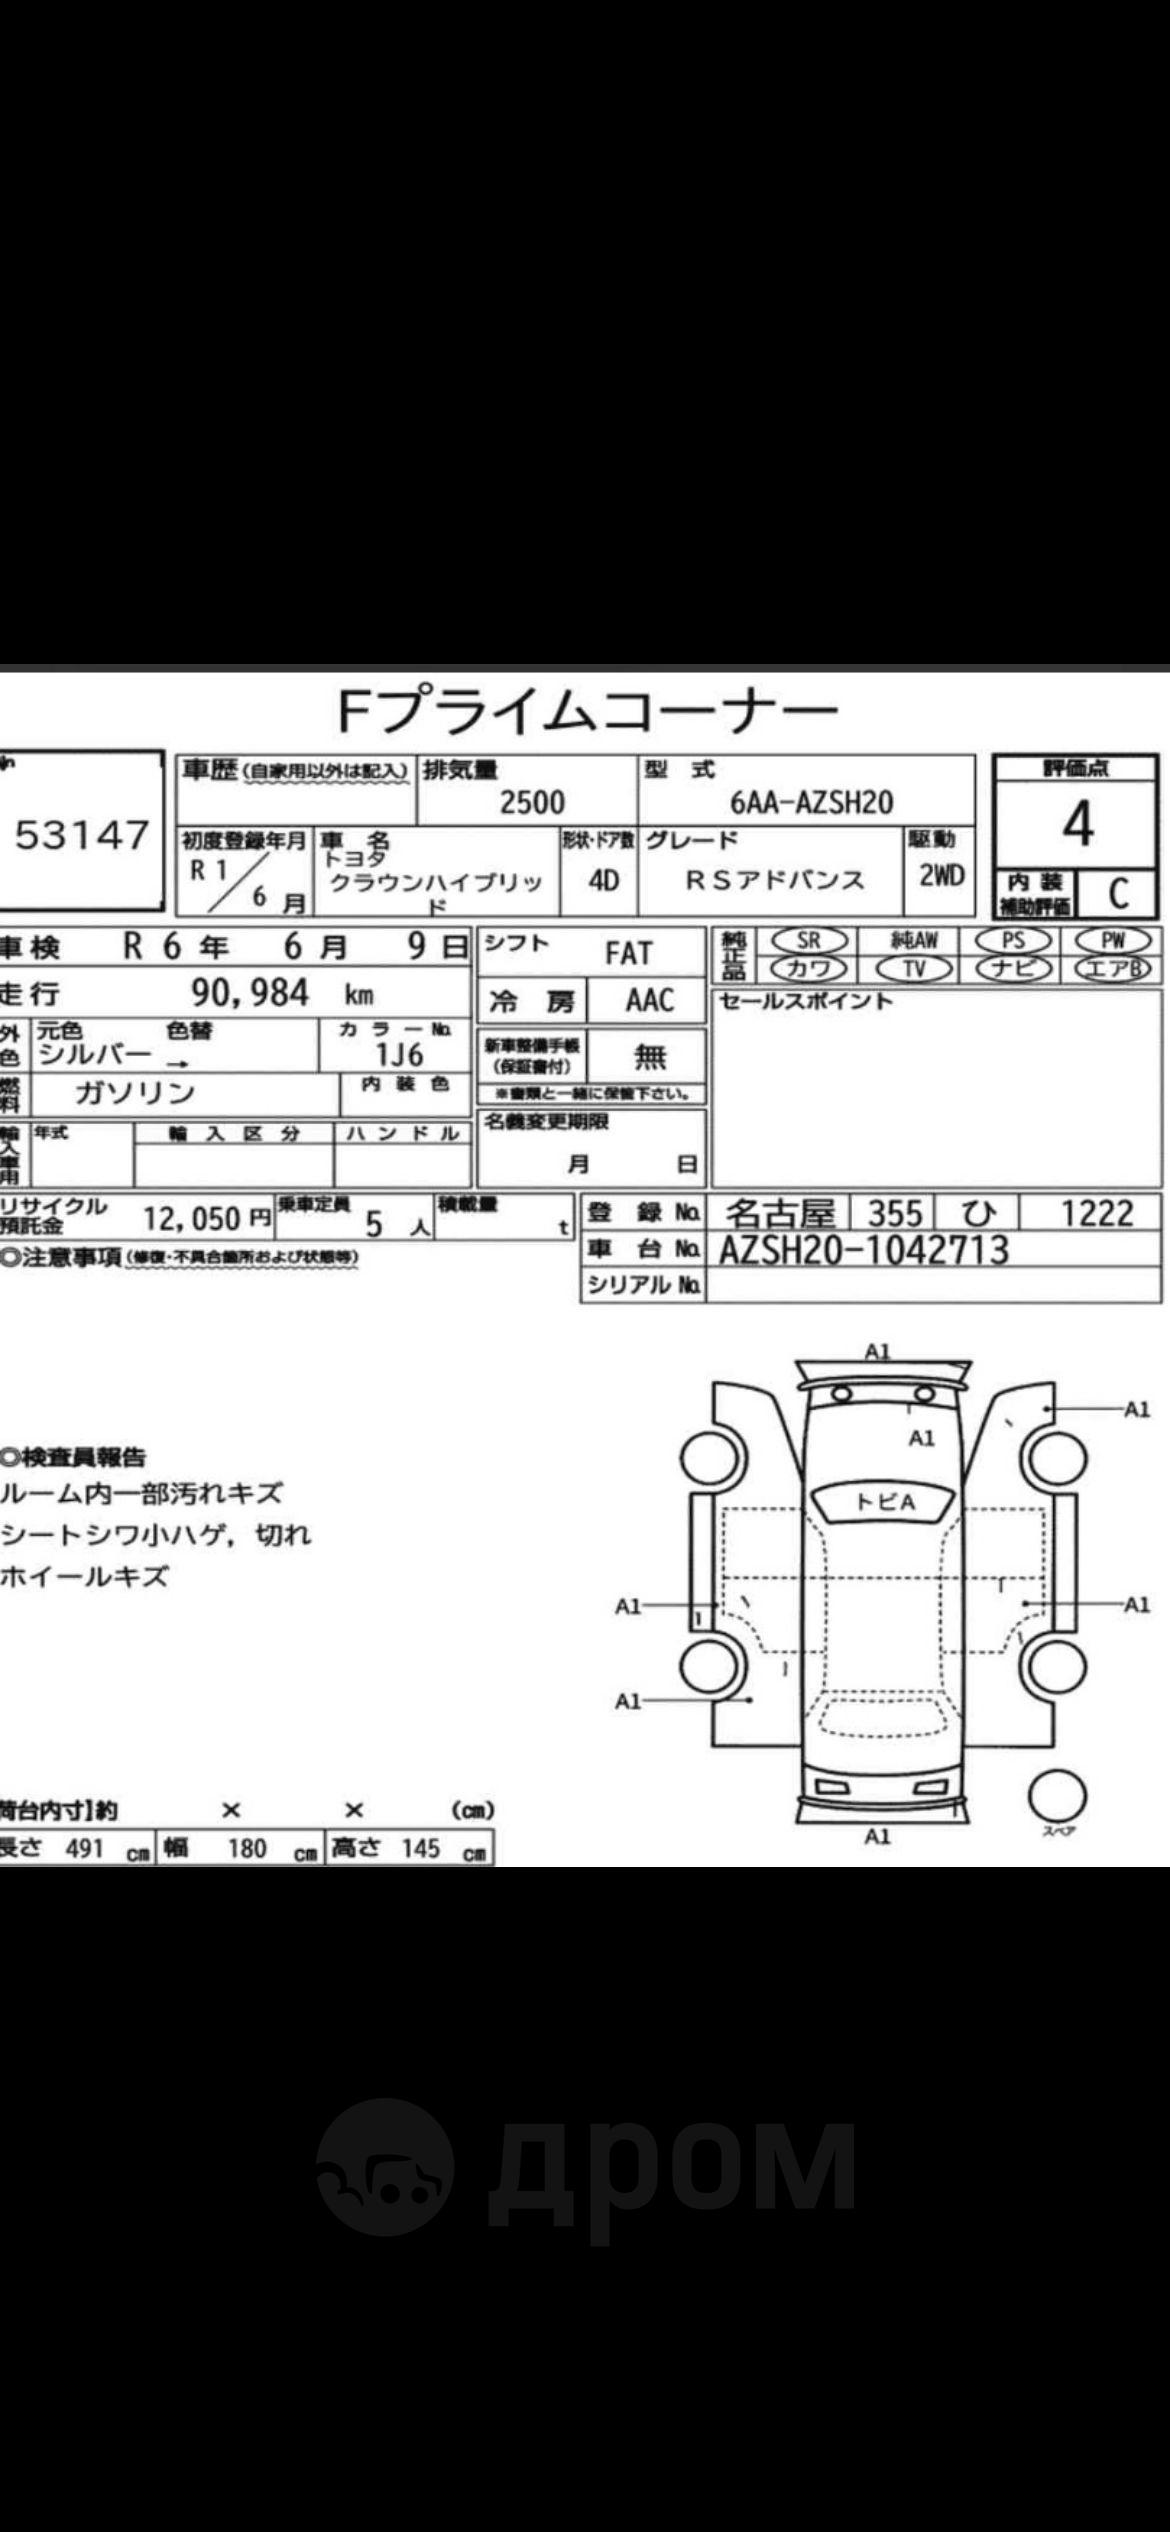 Fプライムコーナー
53147
車歴(自家用以外は記入) 排気量 型 式 評価点
2500 6AA-AZSH20 4
初度登録年月 車 名 形状・ドア数 グレード 駆動
R 1 / 6 月 トヨタ
クラウンハイブリッド 4D RSアドバンス 2WD
内装補助評価 C
車検 R 6 年 6 月 9 日 シフト FAT 純正品 SR 純AW PS PW
カワ TV ナビ エアB
走行 90,984 km 冷 房 AAC セールスポイント
外色 元色 色替 カラーNo.
シルバー → 1J6 新車整備手帳(保証書付) 無
燃料 ガソリン 内装色 ※書類と一緒に保管下さい。
輸入車用 年式 輸入区分 ハンドル 名義変更期限
月 日
リサイクル預託金 12,050 円 乗車定員 5 人 積載量 t 登 録 No. 名古屋 355 ひ 1222
◎注意事項(修復・不具合箇所および状態等) 車 台 No. AZSH20-1042713
シリアル No.
A1
A1
A1
◎検査員報告
ルーム内一部汚れキズ
トビA
シートシワ小ハゲ，切れ
ホイールキズ
A1 A1
A1
荷台内寸】約 × × (cm)
スペア
長さ 491 cm 幅 180 cm 高さ 145 cm
A1
дром